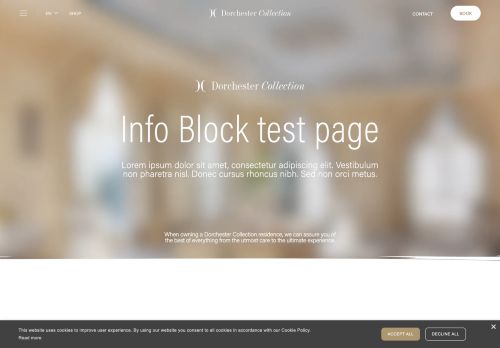 EN
SHOP
Dorchester Collection
CONTACT
BOOK
Dorchester Collection
Info Block test page
Lorem ipsum dolor sit amet, consectetur adipiscing elit. Vestibulum
non pharetra nisl. Donec cursus rhoncus nibh. Sed non orci metus.
When owning a Dorchester Collection residence, we can assure you of
the best of everything from the utmost care to the ultimate experience.
This website uses cookies to improve user experience. By using our website you consent to all cookies in accordance with our Cookie Policy.
Read more
ACCEPT ALL
DECLINE ALL